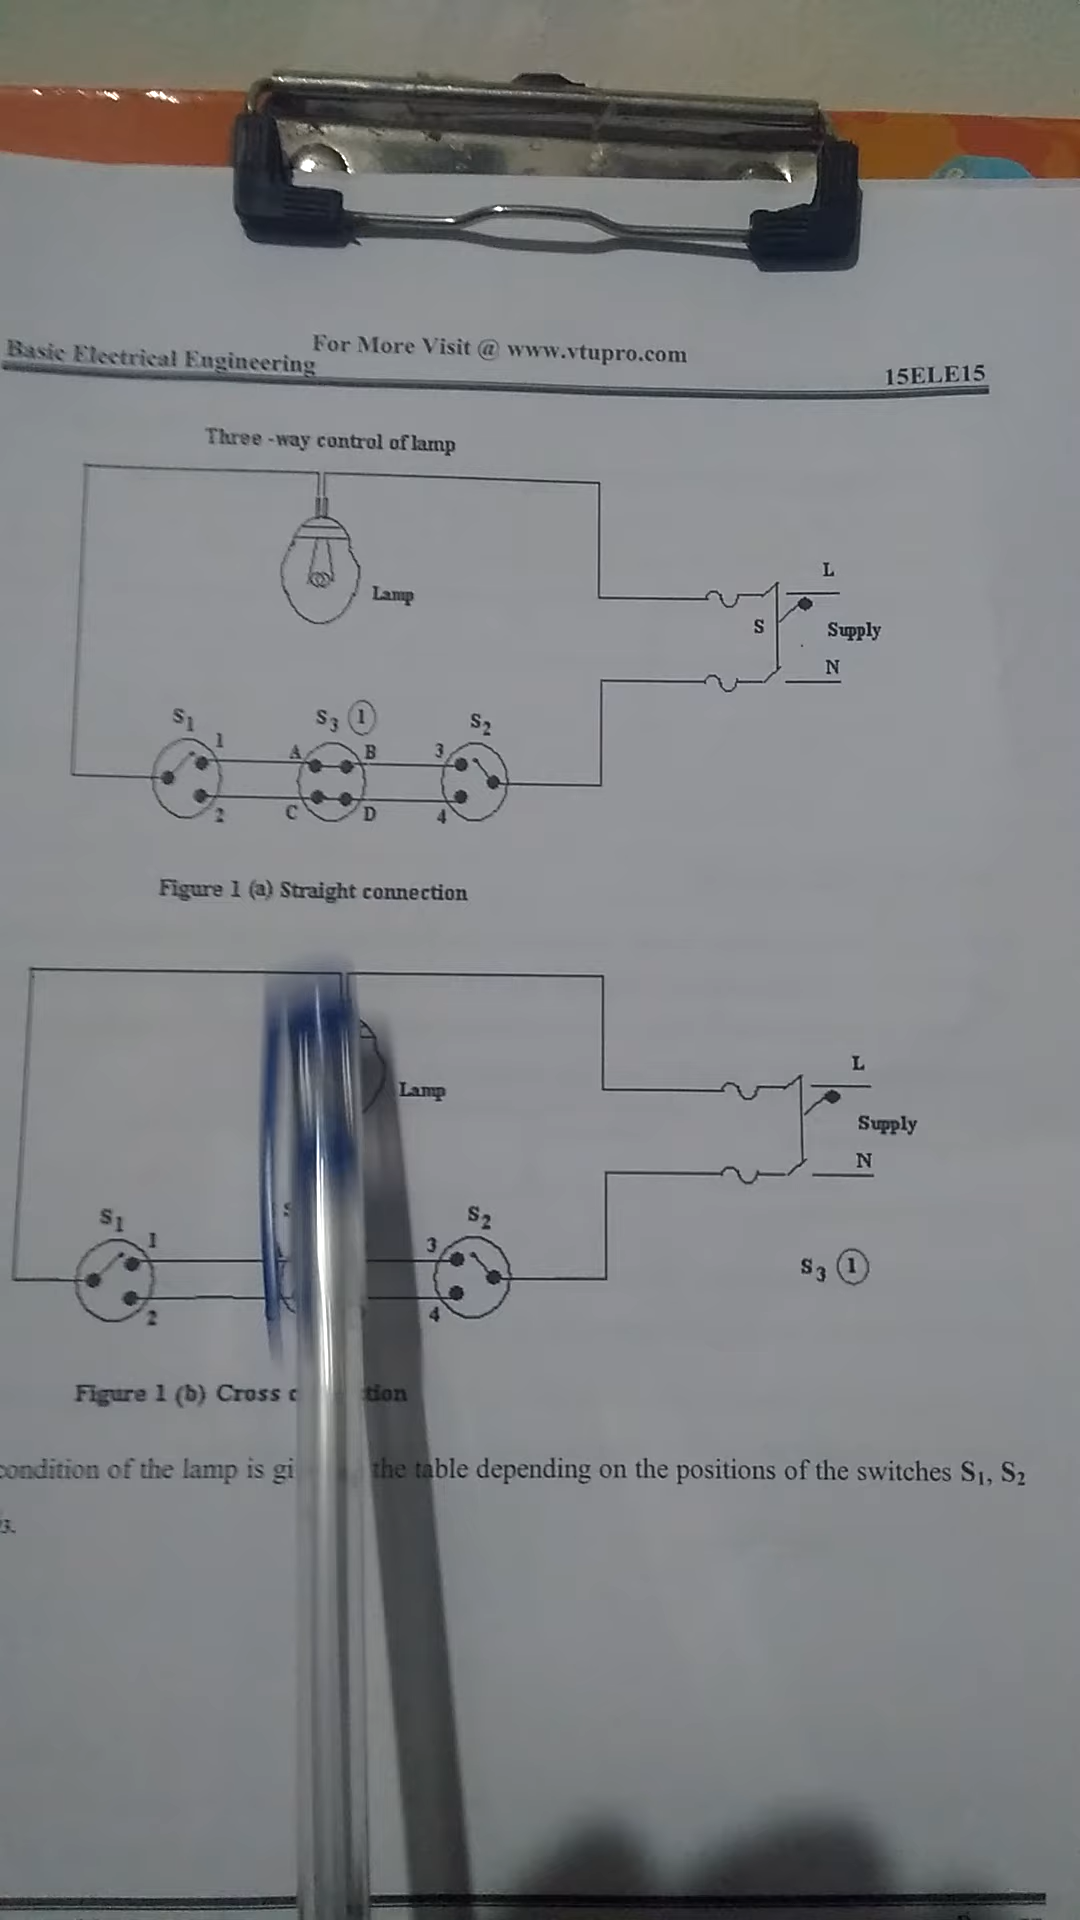 For More Visit @ www.vtupro.com
Basic Electrical Engineering
15ELE15
Three -way control of lamp
L
Lamp
S
Supply
N
S1
S3 1
S2
1
A
B
3
2
C
D
4
Figure 1 (a) Straight connection
L
Lamp
Supply
N
S1
S2
1
3
S3 1
2
4
Figure 1 (b) Cross
condition of the lamp is the table depending on the positions of the switches S1, S2
3.